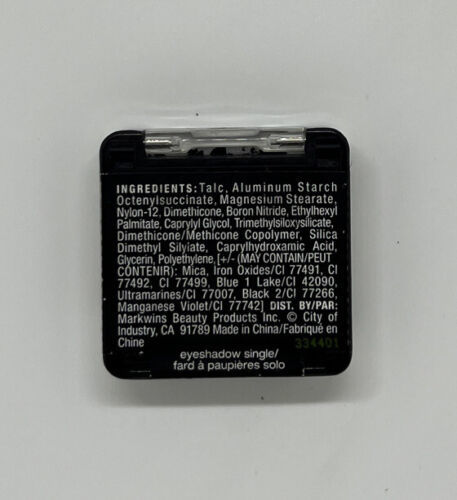 INGREDIENTS: Talc, Aluminum Starch
Octenylsuccinate, Magnesium Stearate,
Nylon-12, Dimethicone, Boron Nitride, Ethylhexyl
Palmitate, Caprylyl Glycol, Trimethylsiloxysilicate,
Dimethicone/Methicone Copolymer, Silica
Dimethyl Silylate, Caprylhydroxamic Acid,
Glycerin, Polyethylene, [+/- (MAY CONTAIN/PEUT
CONTENIR): Mica, Iron Oxides/CI 77491, CI
77492, CI 77499, Blue 1 Lake/CI 42090,
Ultramarines/CI 77007, Black 2/CI 77266,
Manganese Violet/CI 77742] DIST. BY/PAR:
Markwins Beauty Products Inc. © City of
Industry, CA 91789 Made in China/Fabriqué en
Chine 334401
eyeshadow single/
fard à paupières solo